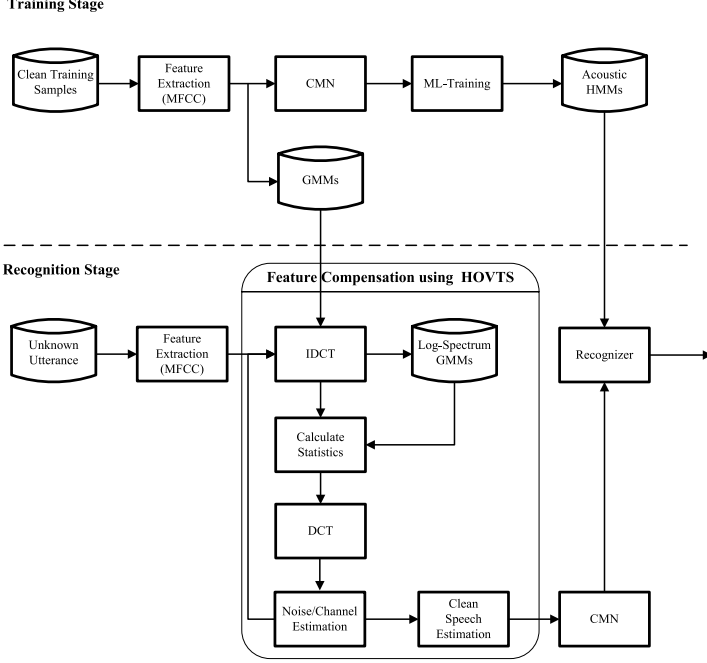 Training Stage
Clean Training
Samples
Feature
Extraction
(MFCC)
CMN
ML-Training
Acoustic
HMMs
GMMs
Recognition Stage
Feature Compensation using HOVTS
Unknown
Utterance
Feature
Extraction
(MFCC)
IDCT
Log-Spectrum
GMMs
Recognizer
Calculate
Statistics
DCT
Noise/Channel
Estimation
Clean
Speech
Estimation
CMN